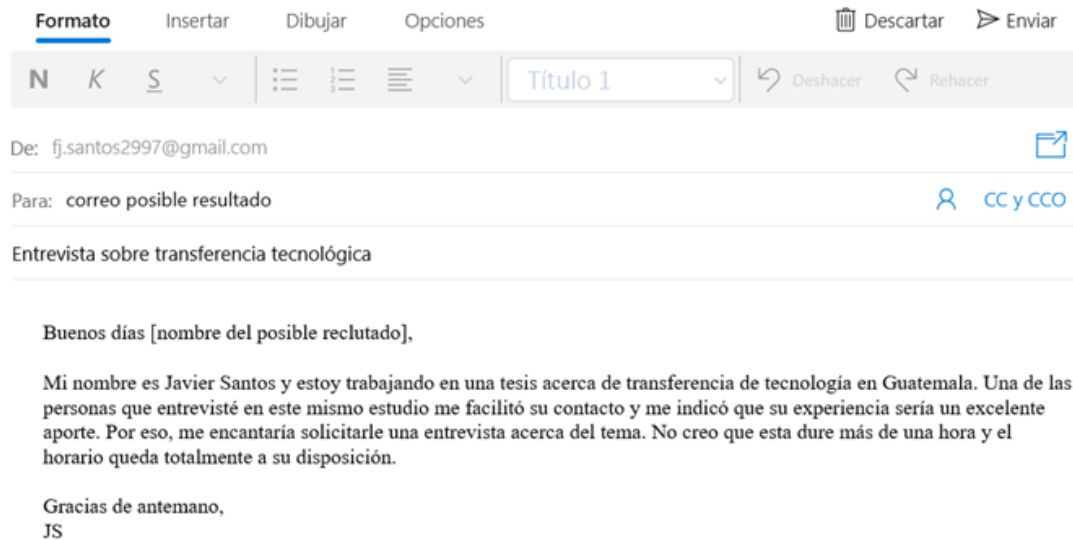 Formato Insertar Dibujar Opciones Descartar Enviar
N K S Título 1 Deshacer Rehacer
De: fj.santos2997@gmail.com
Para: correo posible resultado CC y CCO
Entrevista sobre transferencia tecnológica
Buenos días [nombre del posible reclutado],
Mi nombre es Javier Santos y estoy trabajando en una tesis acerca de transferencia de tecnología en Guatemala. Una de las
personas que entrevisté en este mismo estudio me facilitó su contacto y me indicó que su experiencia sería un excelente
aporte. Por eso, me encantaría solicitarle una entrevista acerca del tema. No creo que esta dure más de una hora y el
horario queda totalmente a su disposición.
Gracias de antemano,
JS